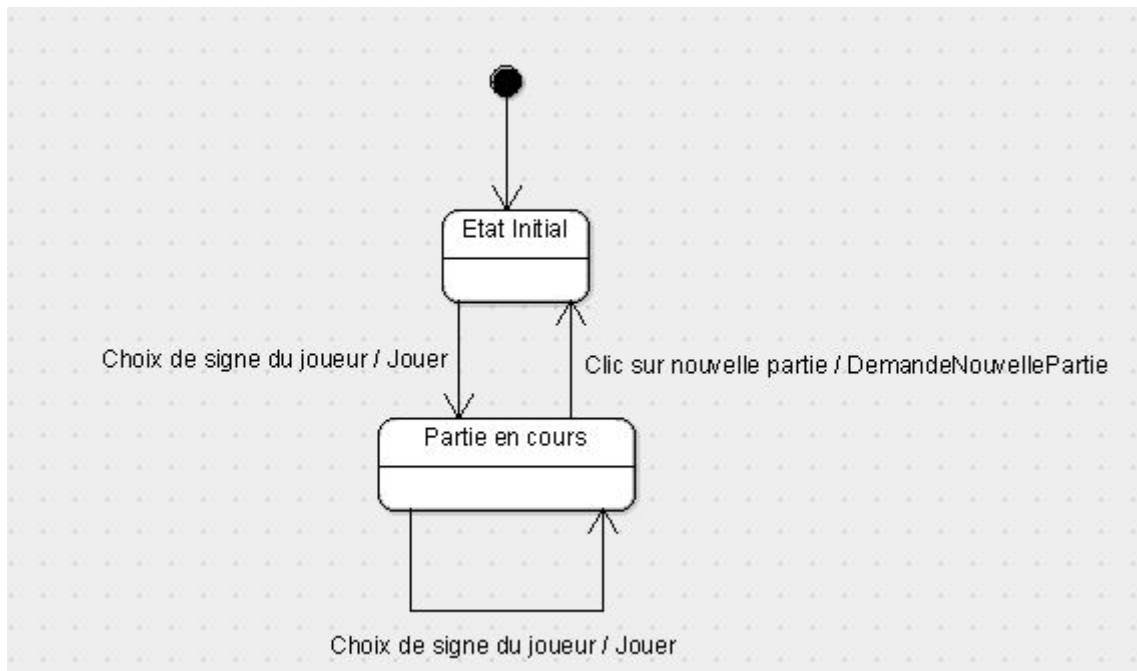 Etat Initial
Choix de signe du joueur / Jouer
Clic sur nouvelle partie / DemandeNouvellePartie
Partie en cours
Choix de signe du joueur / Jouer